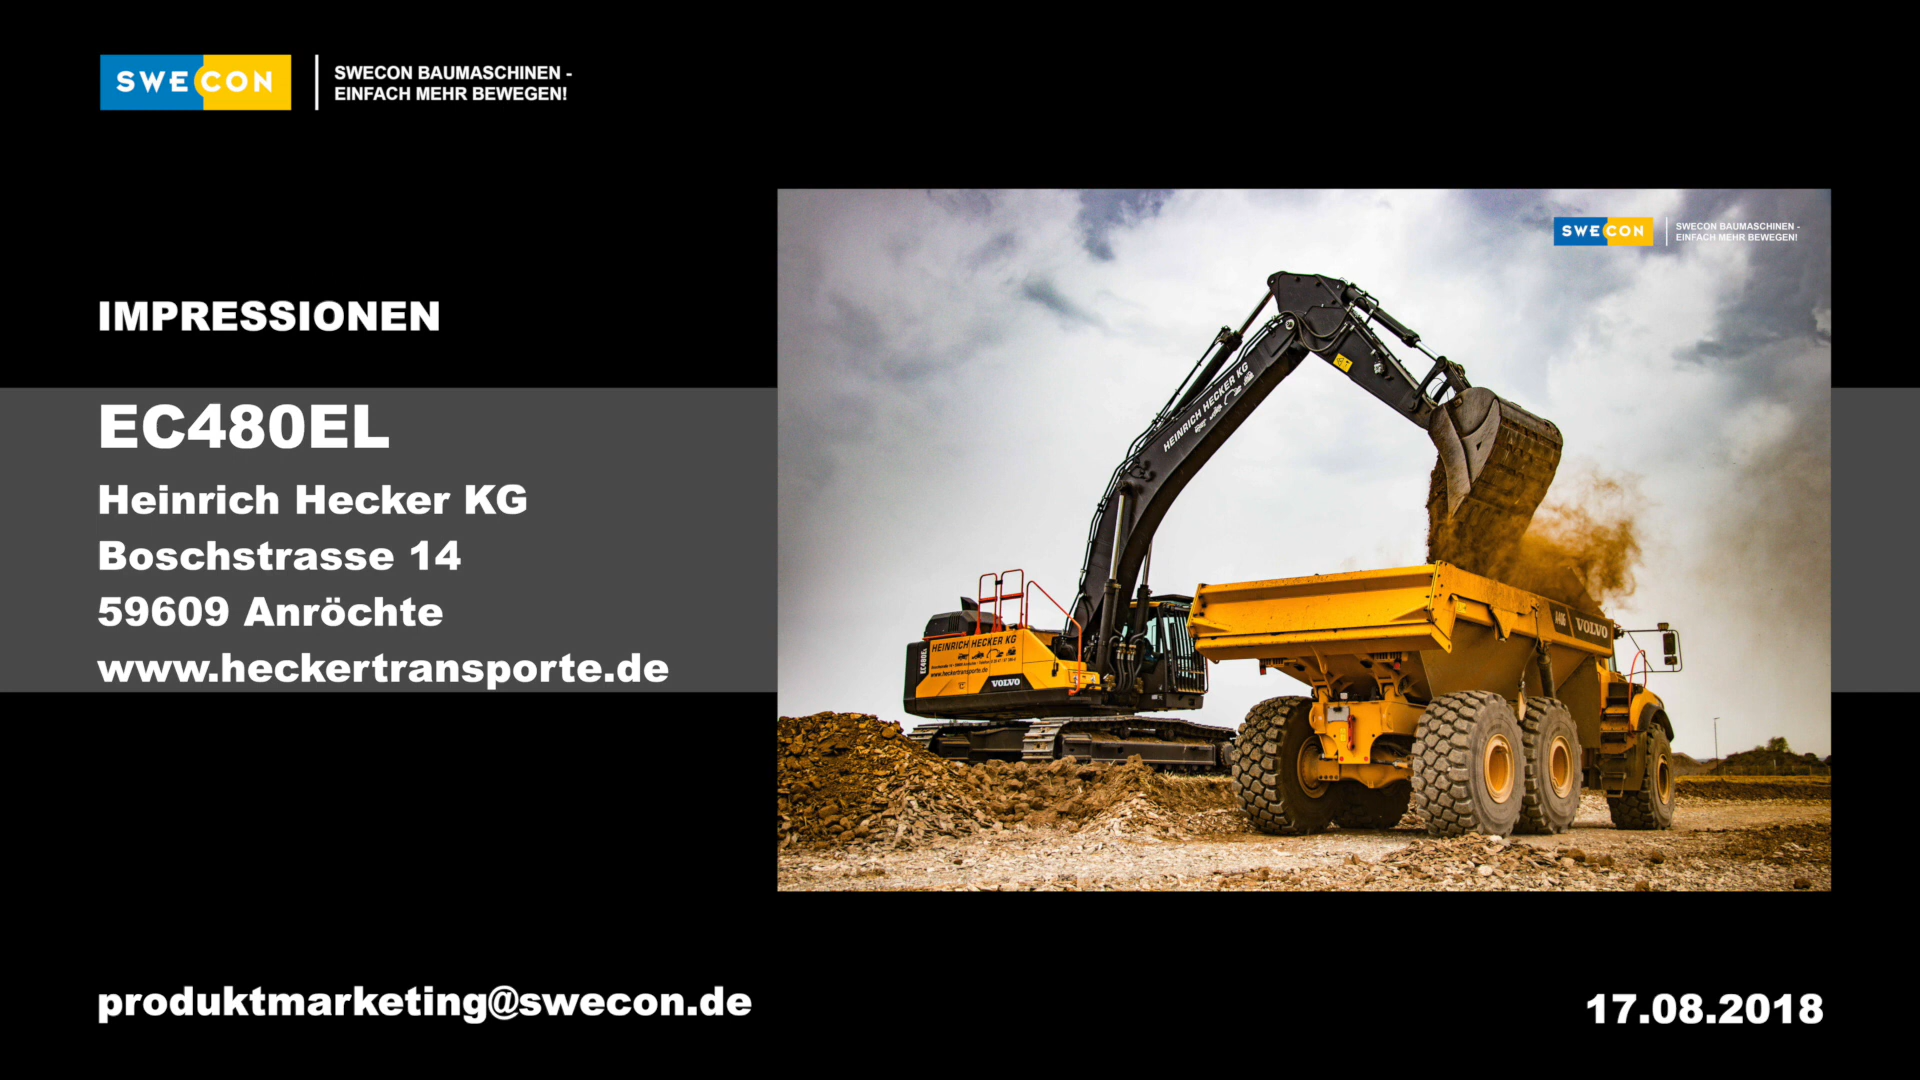 SWECON
SWECON BAUMASCHINEN -
EINFACH MEHR BEWEGEN!
SWECON
SWECON BAUMASCHINEN -
EINFACH MEHR BEWEGEN!
IMPRESSIONEN
EC480EL
Heinrich Hecker KG
Boschstrasse 14
59609 Anröchte
www.heckertransporte.de
HEINRICH HECKER KG
HEINRICH HECKER KG
www.heckertransporte.de
VOLVO
VOLVO
produktmarketing@swecon.de
17.08.2018